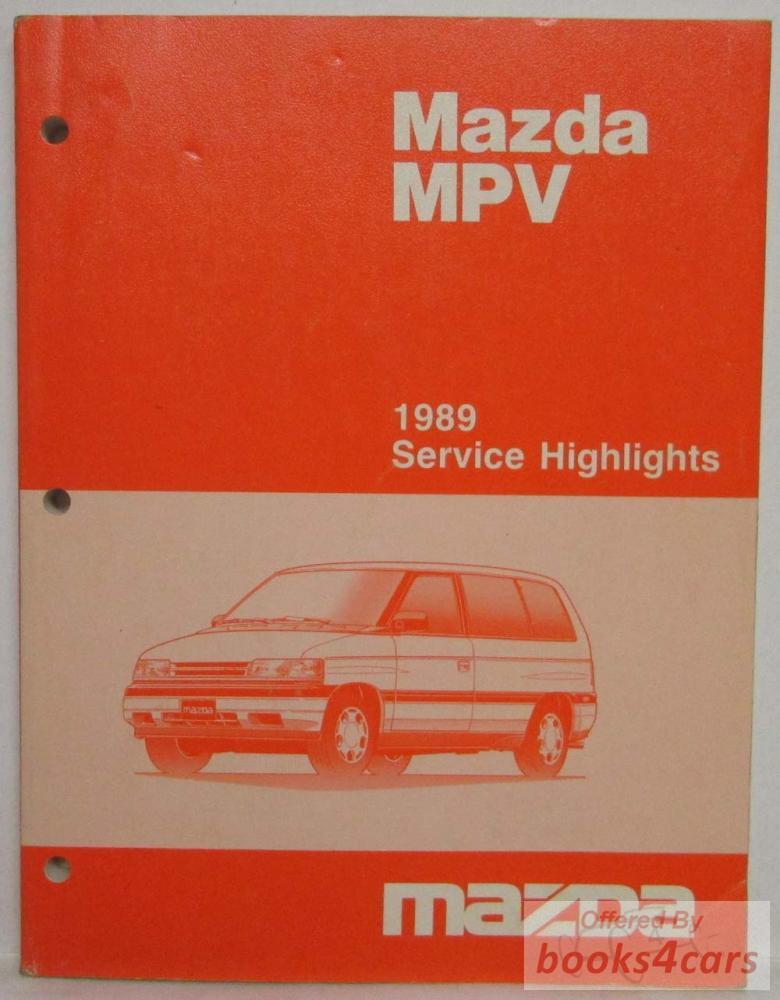 Mazda
MPV
1989
Service Highlights
mazda
mazda
Offered By
books4cars